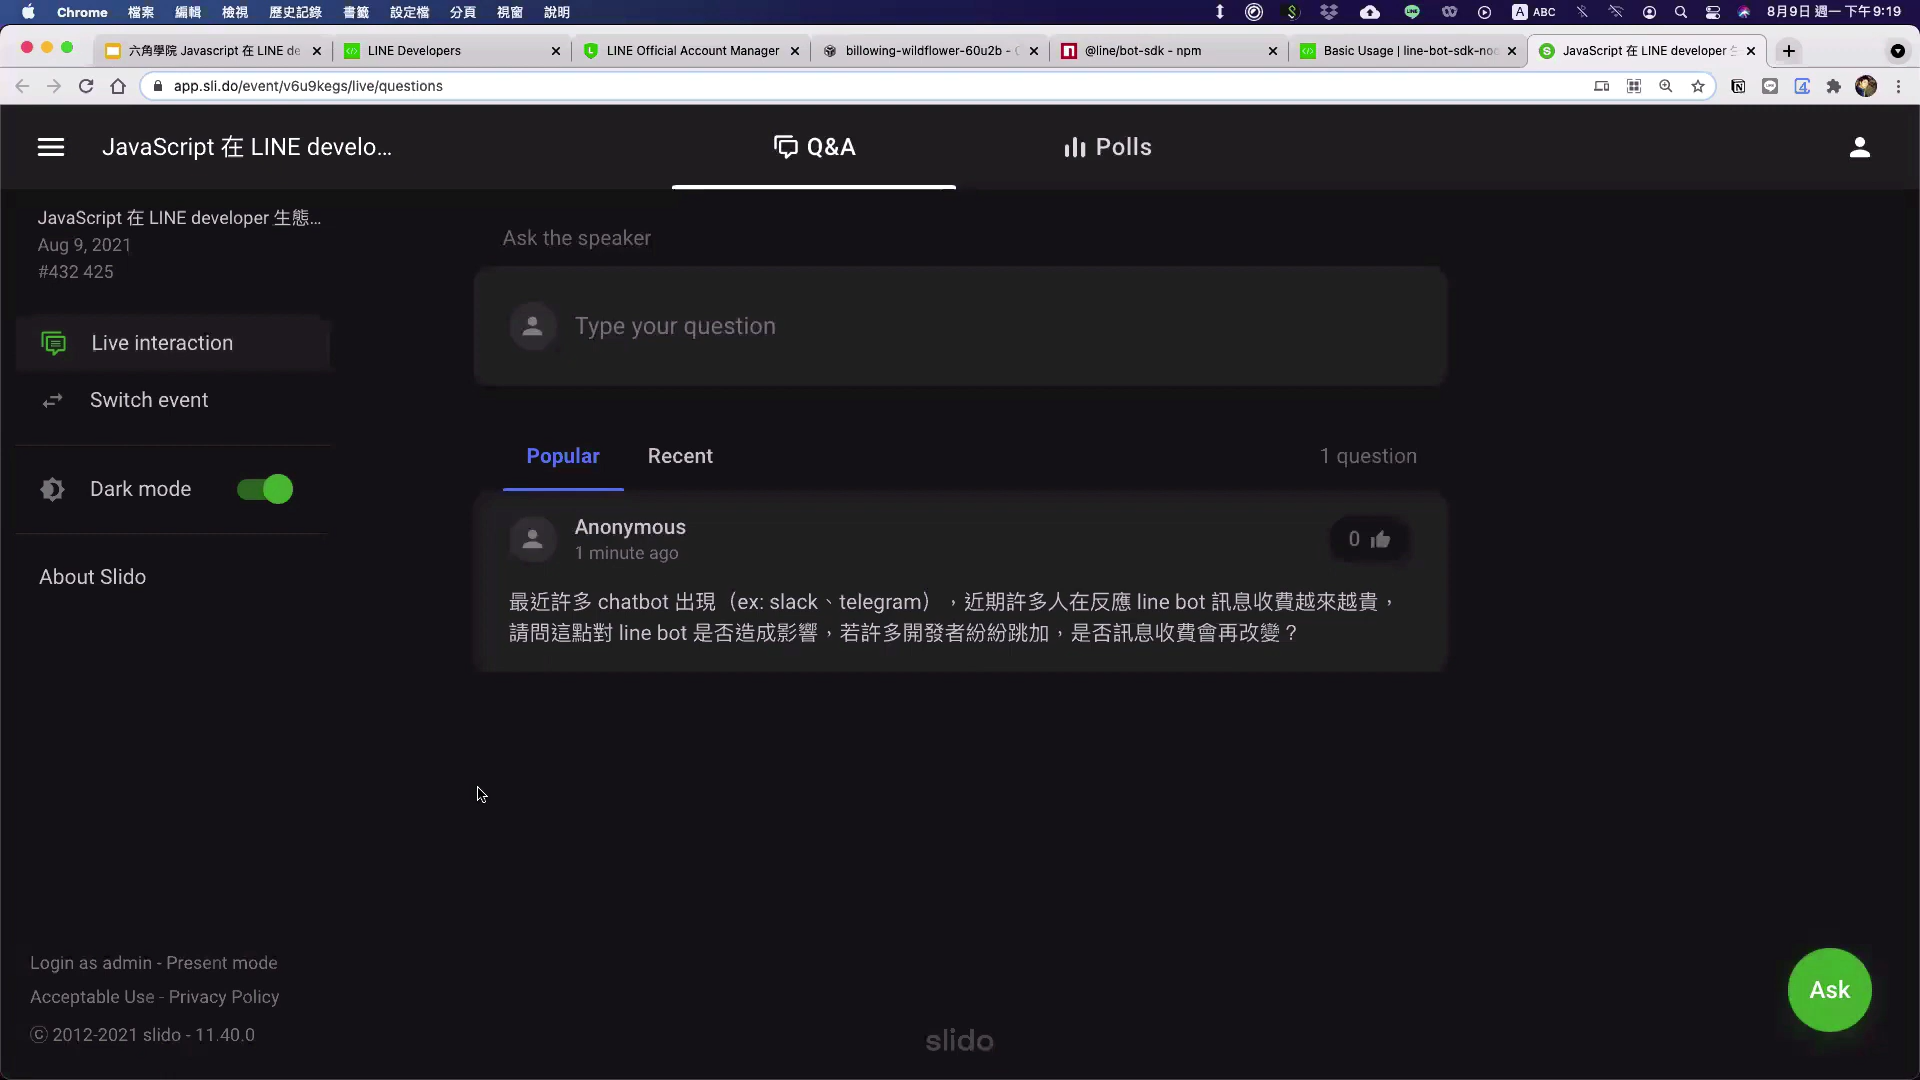 Chrome 檔案 編輯 檢視 歷史記錄 書籤 設定檔 分頁 視窗 說明 A ABC 8月9日 週一 下午9:19
六角學院 Javascript 在 LINE de
LINE Developers
LINE Official Account Manager
billowing-wildflower-60u2b -
@line/bot-sdk - npm
Basic Usage | line-bot-sdk-no
JavaScript 在 LINE developer
app.sli.do/event/v6u9kegs/live/questions
JavaScript 在 LINE develo...
Q&A
Polls
JavaScript 在 LINE developer 生態...
Aug 9, 2021
#432 425
Live interaction
Switch event
Dark mode
About Slido
Ask the speaker
Type your question
Popular
Recent
1 question
Anonymous
1 minute ago
0
最近許多 chatbot 出現（ex: slack、telegram），近期許多人在反應 line bot 訊息收費越來越貴，
請問這點對 line bot 是否造成影響，若許多開發者紛紛跳加，是否訊息收費會再改變？
Login as admin - Present mode
Acceptable Use - Privacy Policy
© 2012-2021 slido - 11.40.0
slido
Ask